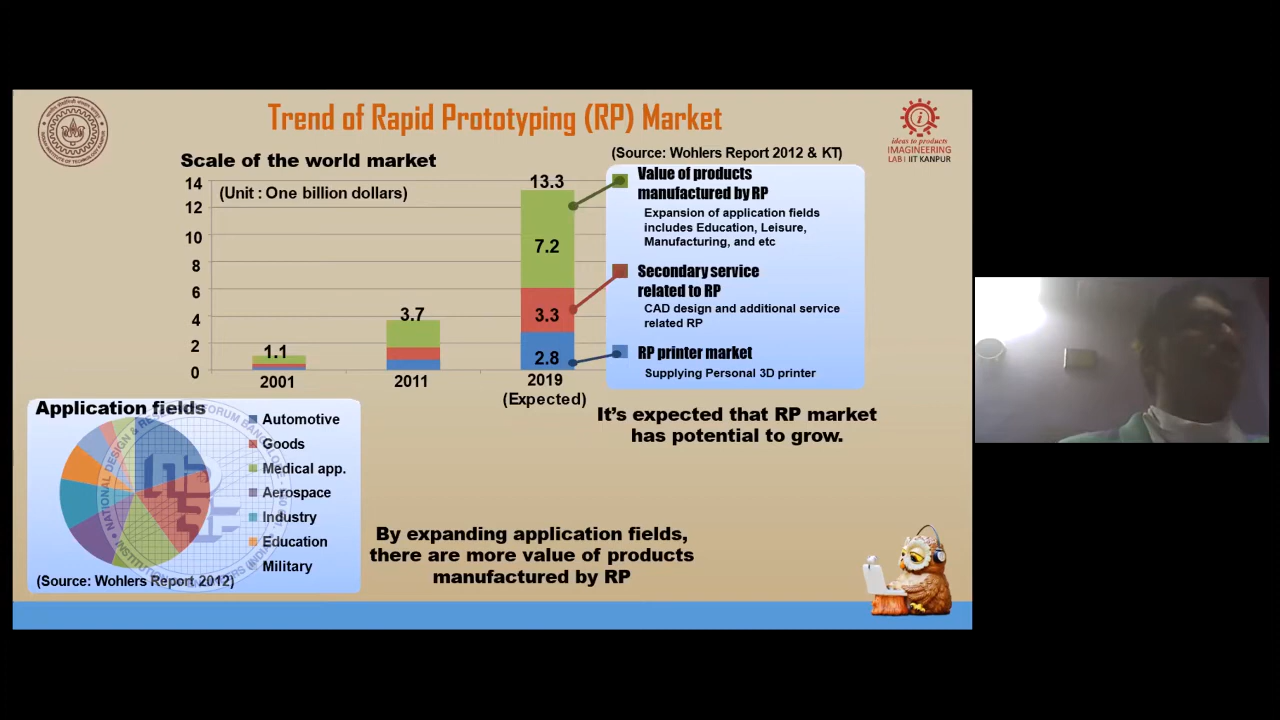 Trend of Rapid Prototyping (RP) Market
ideas to products
IMAGINEERING
LAB | IIT KANPUR
Scale of the world market
(Source: Wohlers Report 2012 & KT)
(Unit : One billion dollars)
14
12
10
8
6
4
2
0
1.1
3.7
13.3
7.2
3.3
2.8
2001
2011
2019
(Expected)
Value of products
manufactured by RP
Expansion of application fields
includes Education, Leisure,
Manufacturing, and etc
Secondary service
related to RP
CAD design and additional service
related RP
RP printer market
Supplying Personal 3D printer
It's expected that RP market
has potential to grow.
Application fields
Automotive
Goods
Medical app.
Aerospace
Industry
Education
Military
(Source: Wohlers Report 2012)
By expanding application fields,
there are more value of products
manufactured by RP